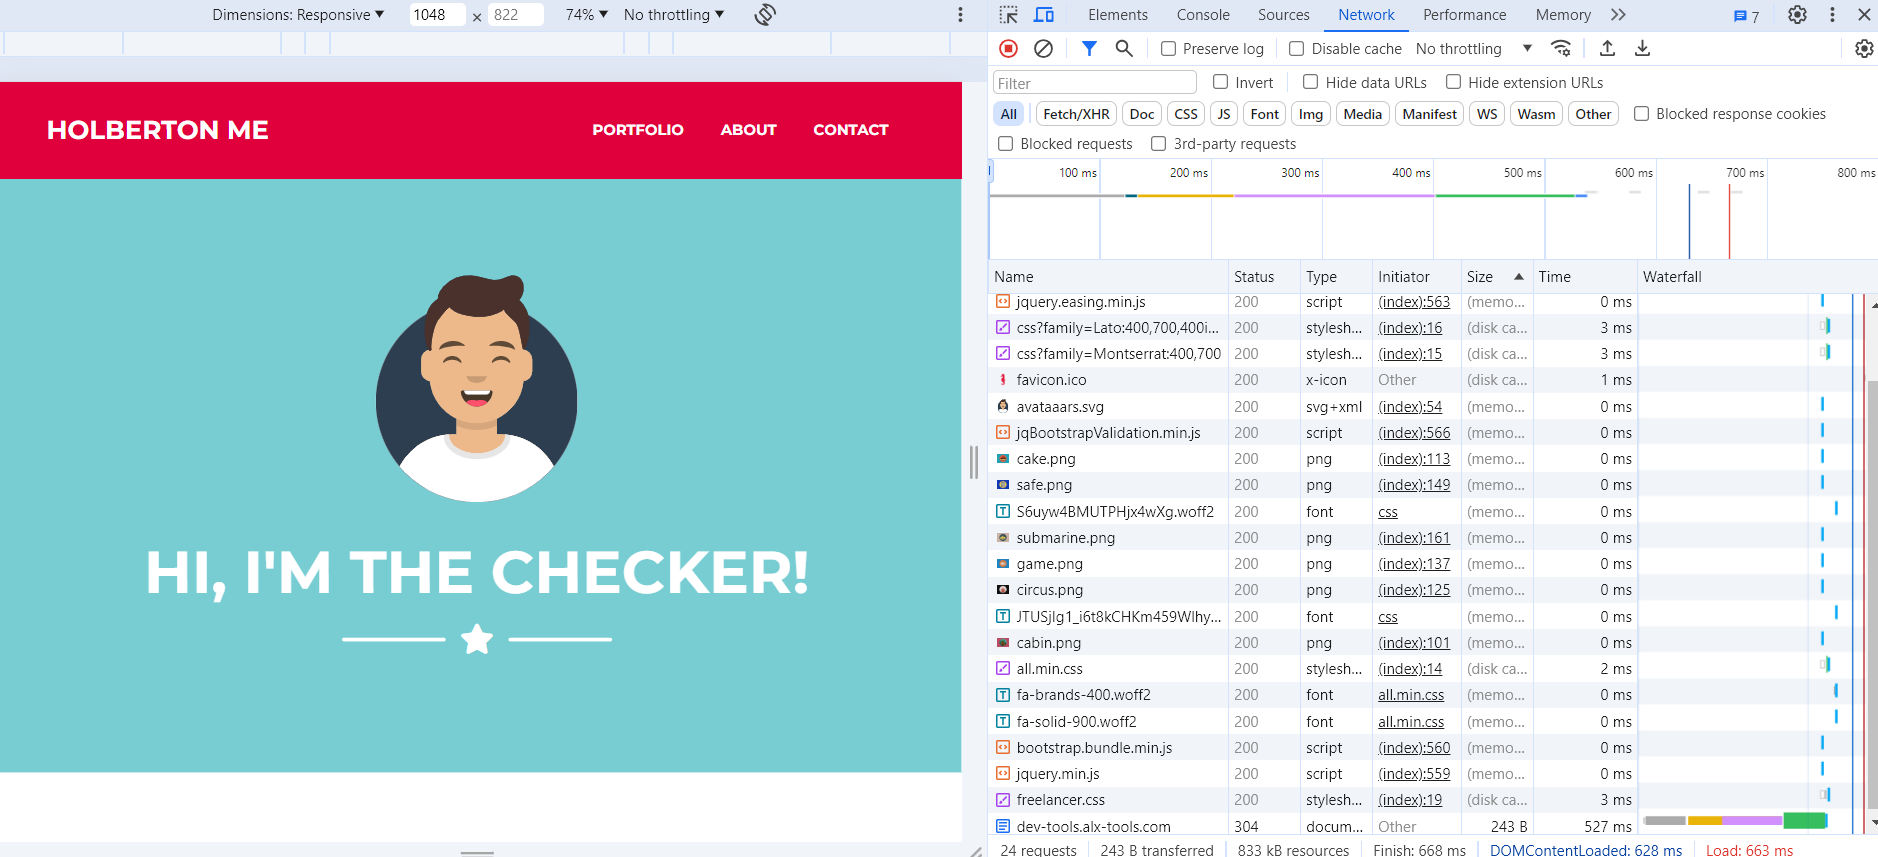 Dimensions: Responsive ▼ 1048 × 822 74% ▼ No throttling ▼
HOLBERTON ME PORTFOLIO ABOUT CONTACT
HI, I'M THE CHECKER!
Elements Console Sources Network Performance Memory 7
Preserve log Disable cache No throttling ▼
Filter Invert Hide data URLs Hide extension URLs
All Fetch/XHR Doc CSS JS Font Img Media Manifest WS Wasm Other Blocked response cookies
Blocked requests 3rd-party requests
100 ms 200 ms 300 ms 400 ms 500 ms 600 ms 700 ms 800 ms
Name Status Type Initiator Size ▲ Time Waterfall
jquery.easing.min.js 200 script (index):563 (memo... 0 ms
css?family=Lato:400,700,400i... 200 stylesh... (index):16 (disk ca... 3 ms
css?family=Montserrat:400,700 200 stylesh... (index):15 (disk ca... 3 ms
favicon.ico 200 x-icon Other (disk ca... 1 ms
avataaars.svg 200 svg+xml (index):54 (memo... 0 ms
jqBootstrapValidation.min.js 200 script (index):566 (memo... 0 ms
cake.png 200 png (index):113 (memo... 0 ms
safe.png 200 png (index):149 (memo... 0 ms
S6uyw4BMUTPHjx4wXg.woff2 200 font css (memo... 0 ms
submarine.png 200 png (index):161 (memo... 0 ms
game.png 200 png (index):137 (memo... 0 ms
circus.png 200 png (index):125 (memo... 0 ms
JTUSjIg1_i6t8kCHKm459Wlhy... 200 font css (memo... 0 ms
cabin.png 200 png (index):101 (memo... 0 ms
all.min.css 200 stylesh... (index):14 (disk ca... 2 ms
fa-brands-400.woff2 200 font all.min.css (memo... 0 ms
fa-solid-900.woff2 200 font all.min.css (memo... 0 ms
bootstrap.bundle.min.js 200 script (index):560 (memo... 0 ms
jquery.min.js 200 script (index):559 (memo... 0 ms
freelancer.css 200 stylesh... (index):19 (disk ca... 3 ms
dev-tools.alx-tools.com 304 docum... Other 243 B 527 ms
24 requests 243 B transferred 833 kB resources Finish: 668 ms DOMContentLoaded: 628 ms Load: 663 ms